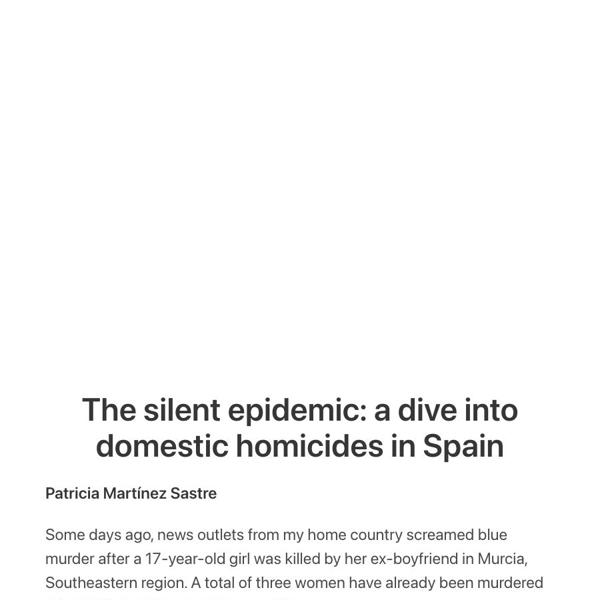 The silent epidemic: a dive into
domestic homicides in Spain
Patricia Martínez Sastre
Some days ago, news outlets from my home country screamed blue
murder after a 17-year-old girl was killed by her ex-boyfriend in Murcia,
Southeastern region. A total of three women have already been murdered